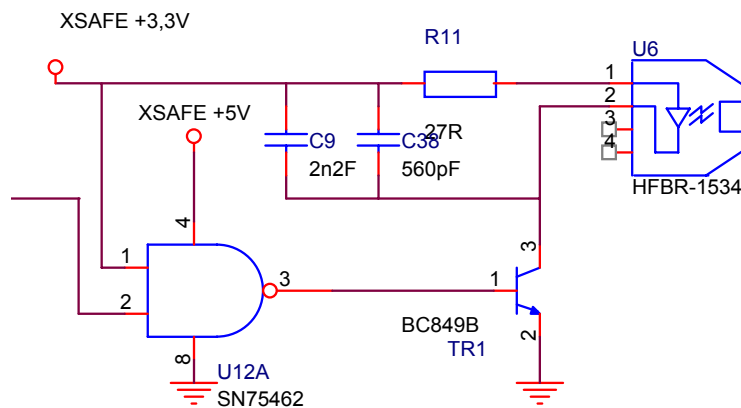 XSAFE +3,3V
R11
U6
1
2
3
4
27R
HFBR-1534
XSAFE +5V
C9
2n2F
C38
560pF
4
1
2
3
8
U12A
SN75462
1
3
2
BC849B
TR1